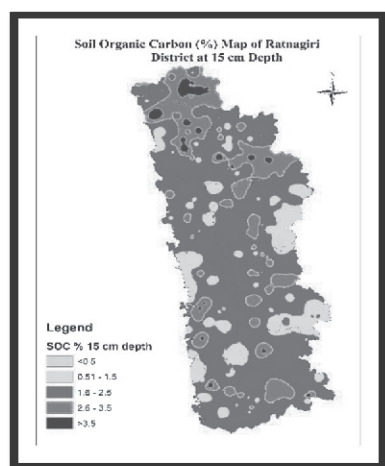 Soil Organic Carbon (%) Map of Ratnagiri
District at 15 cm Depth
Legend
SOC % 15 cm depth
<0.5
0.51 - 1.5
1.6 - 2.5
2.6 - 3.5
>3.5